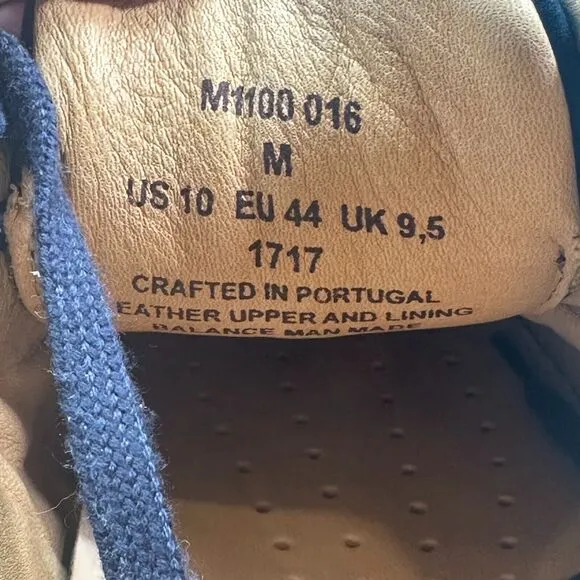 M1100 016
M
US 10 EU 44 UK 9,5
1717
CRAFTED IN PORTUGAL
EATHER UPPER AND LINING
BALANCE MAN MADE